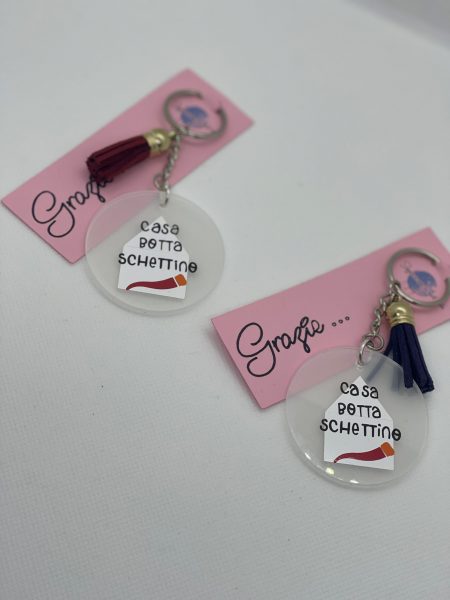 Grazie
casa
Botta
schettino
Grazie ...
casa
Botta
schettino